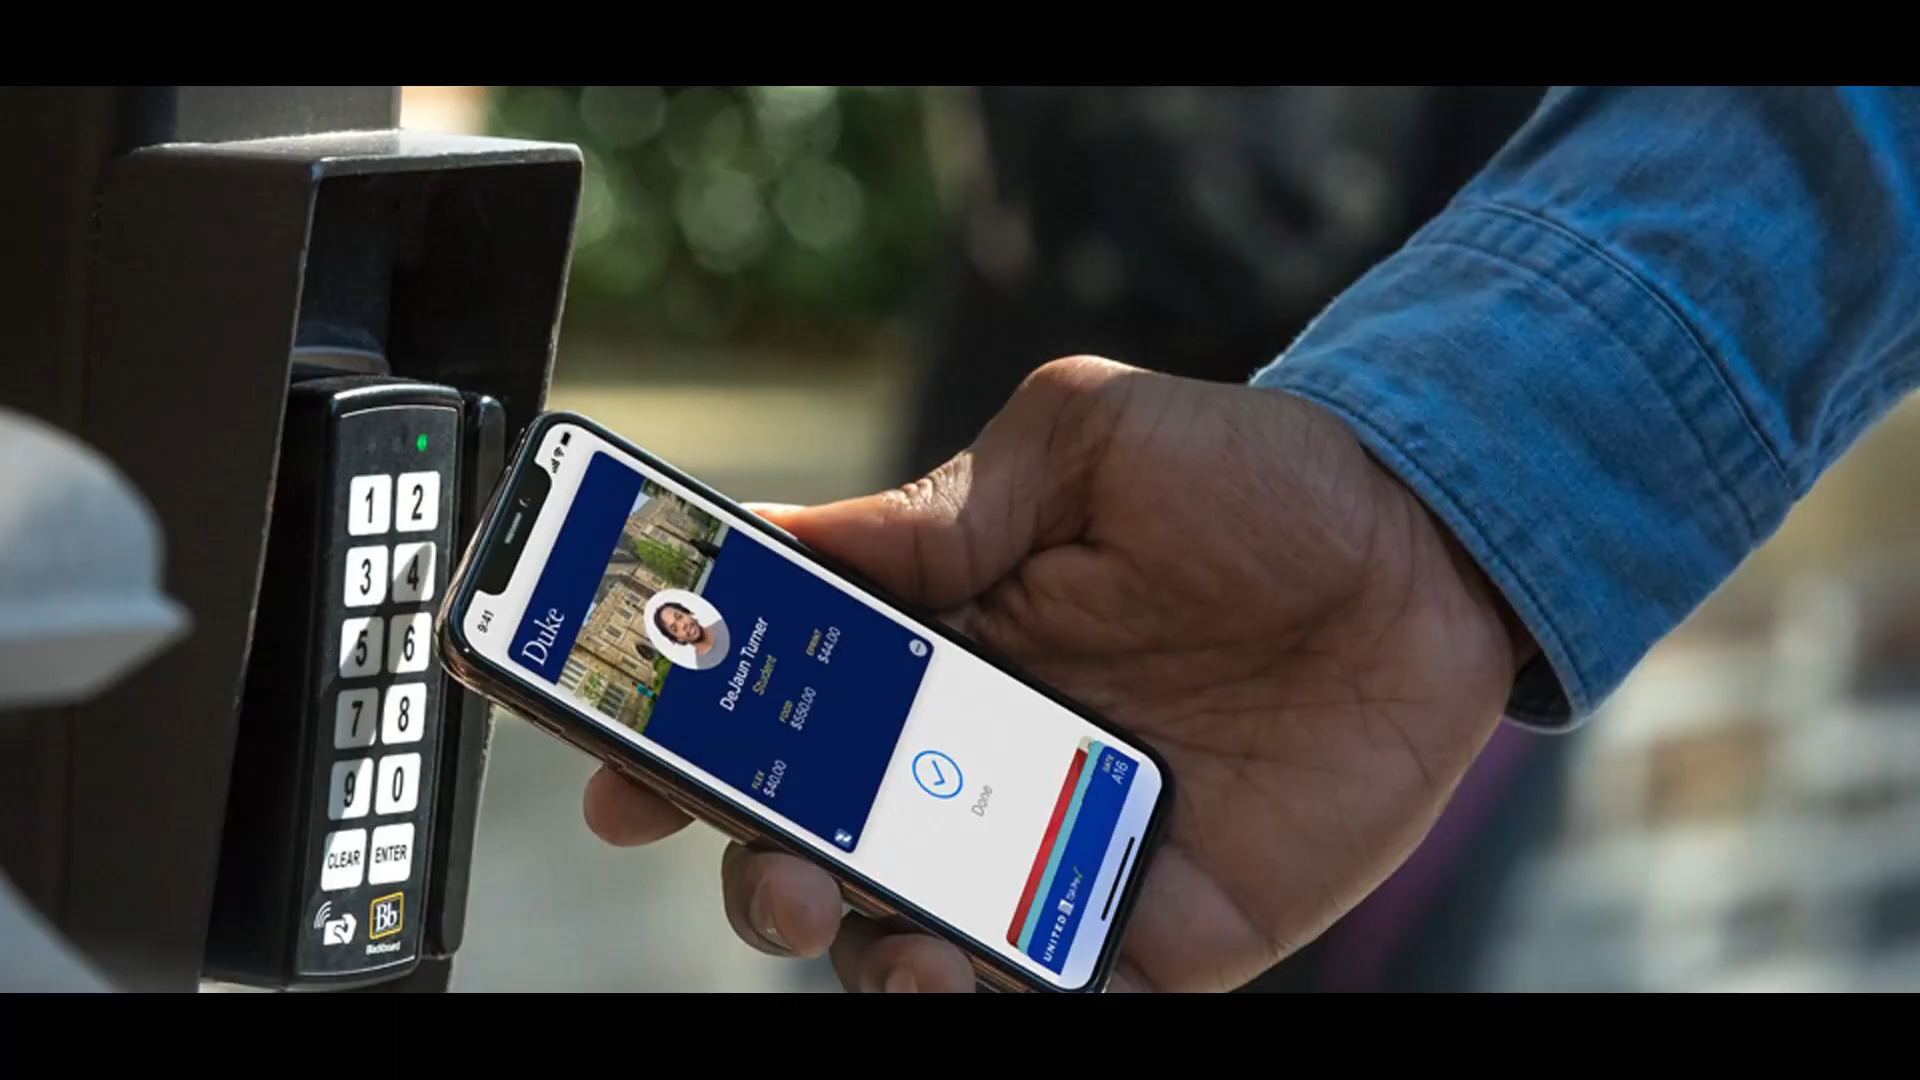 1 2
3 4
5 6
7 8
9 0
CLEAR ENTER
Bb
Blackboard
9:41
Duke
DeJaun Turner
Student
FLEX
$40.00
FOOD
$550.00
EPRINT
$44.00
Done
UNITED
GATE
A16